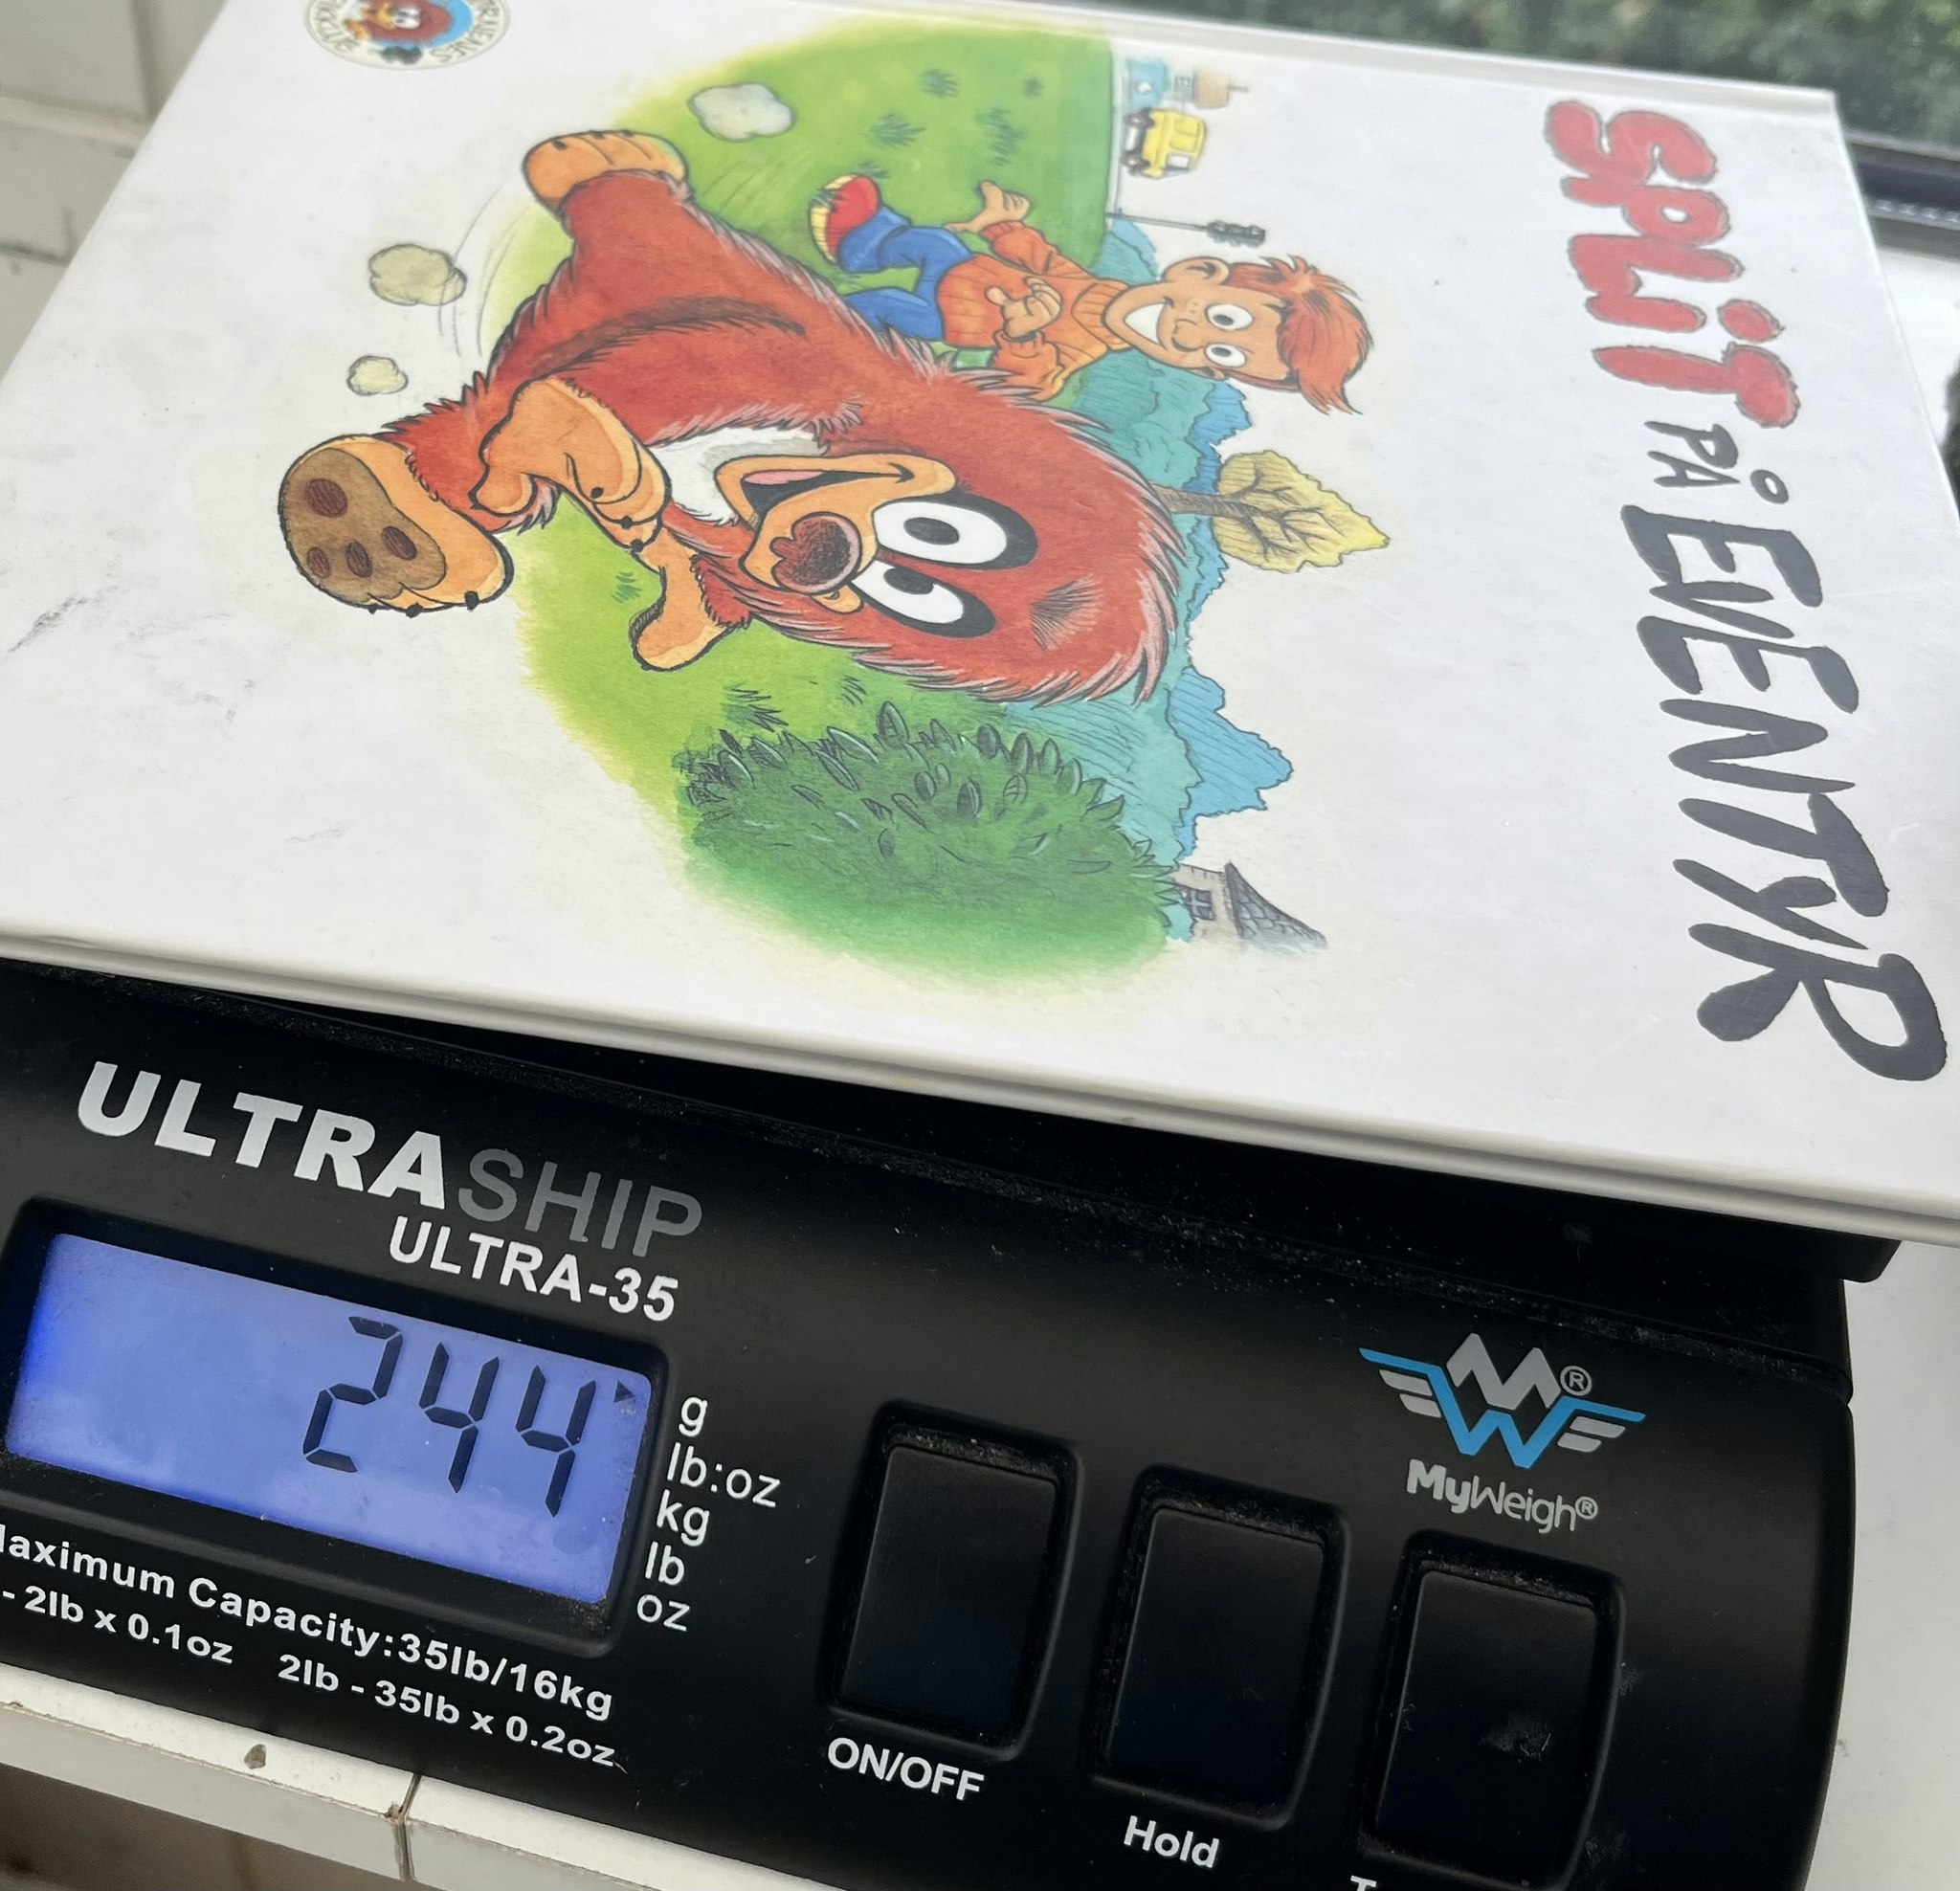 SPLiT PÅ EVENTYR
ULTRASHIP
ULTRA-35
244
g
lb:oz
kg
lb
oz
Capacity:35lb/16kg
- 2lb x 0.1oz 2lb - 35lb x 0.2oz
ON/OFF
Hold
MW®
MyWeigh®